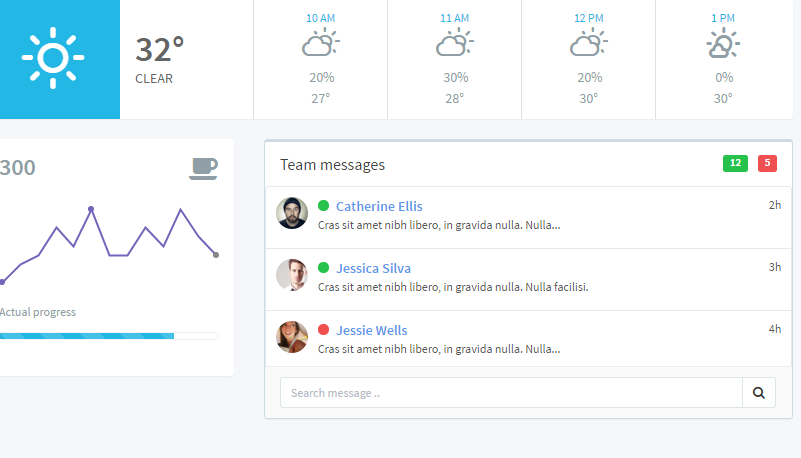 32°
CLEAR
10 AM
20%
27°
11 AM
30%
28°
12 PM
20%
30°
1 PM
0%
30°
300
Actual progress
Team messages
12
5
Catherine Ellis
2h
Cras sit amet nibh libero, in gravida nulla. Nulla...
Jessica Silva
3h
Cras sit amet nibh libero, in gravida nulla. Nulla facilisi.
Jessie Wells
4h
Cras sit amet nibh libero, in gravida nulla. Nulla...
Search message ..